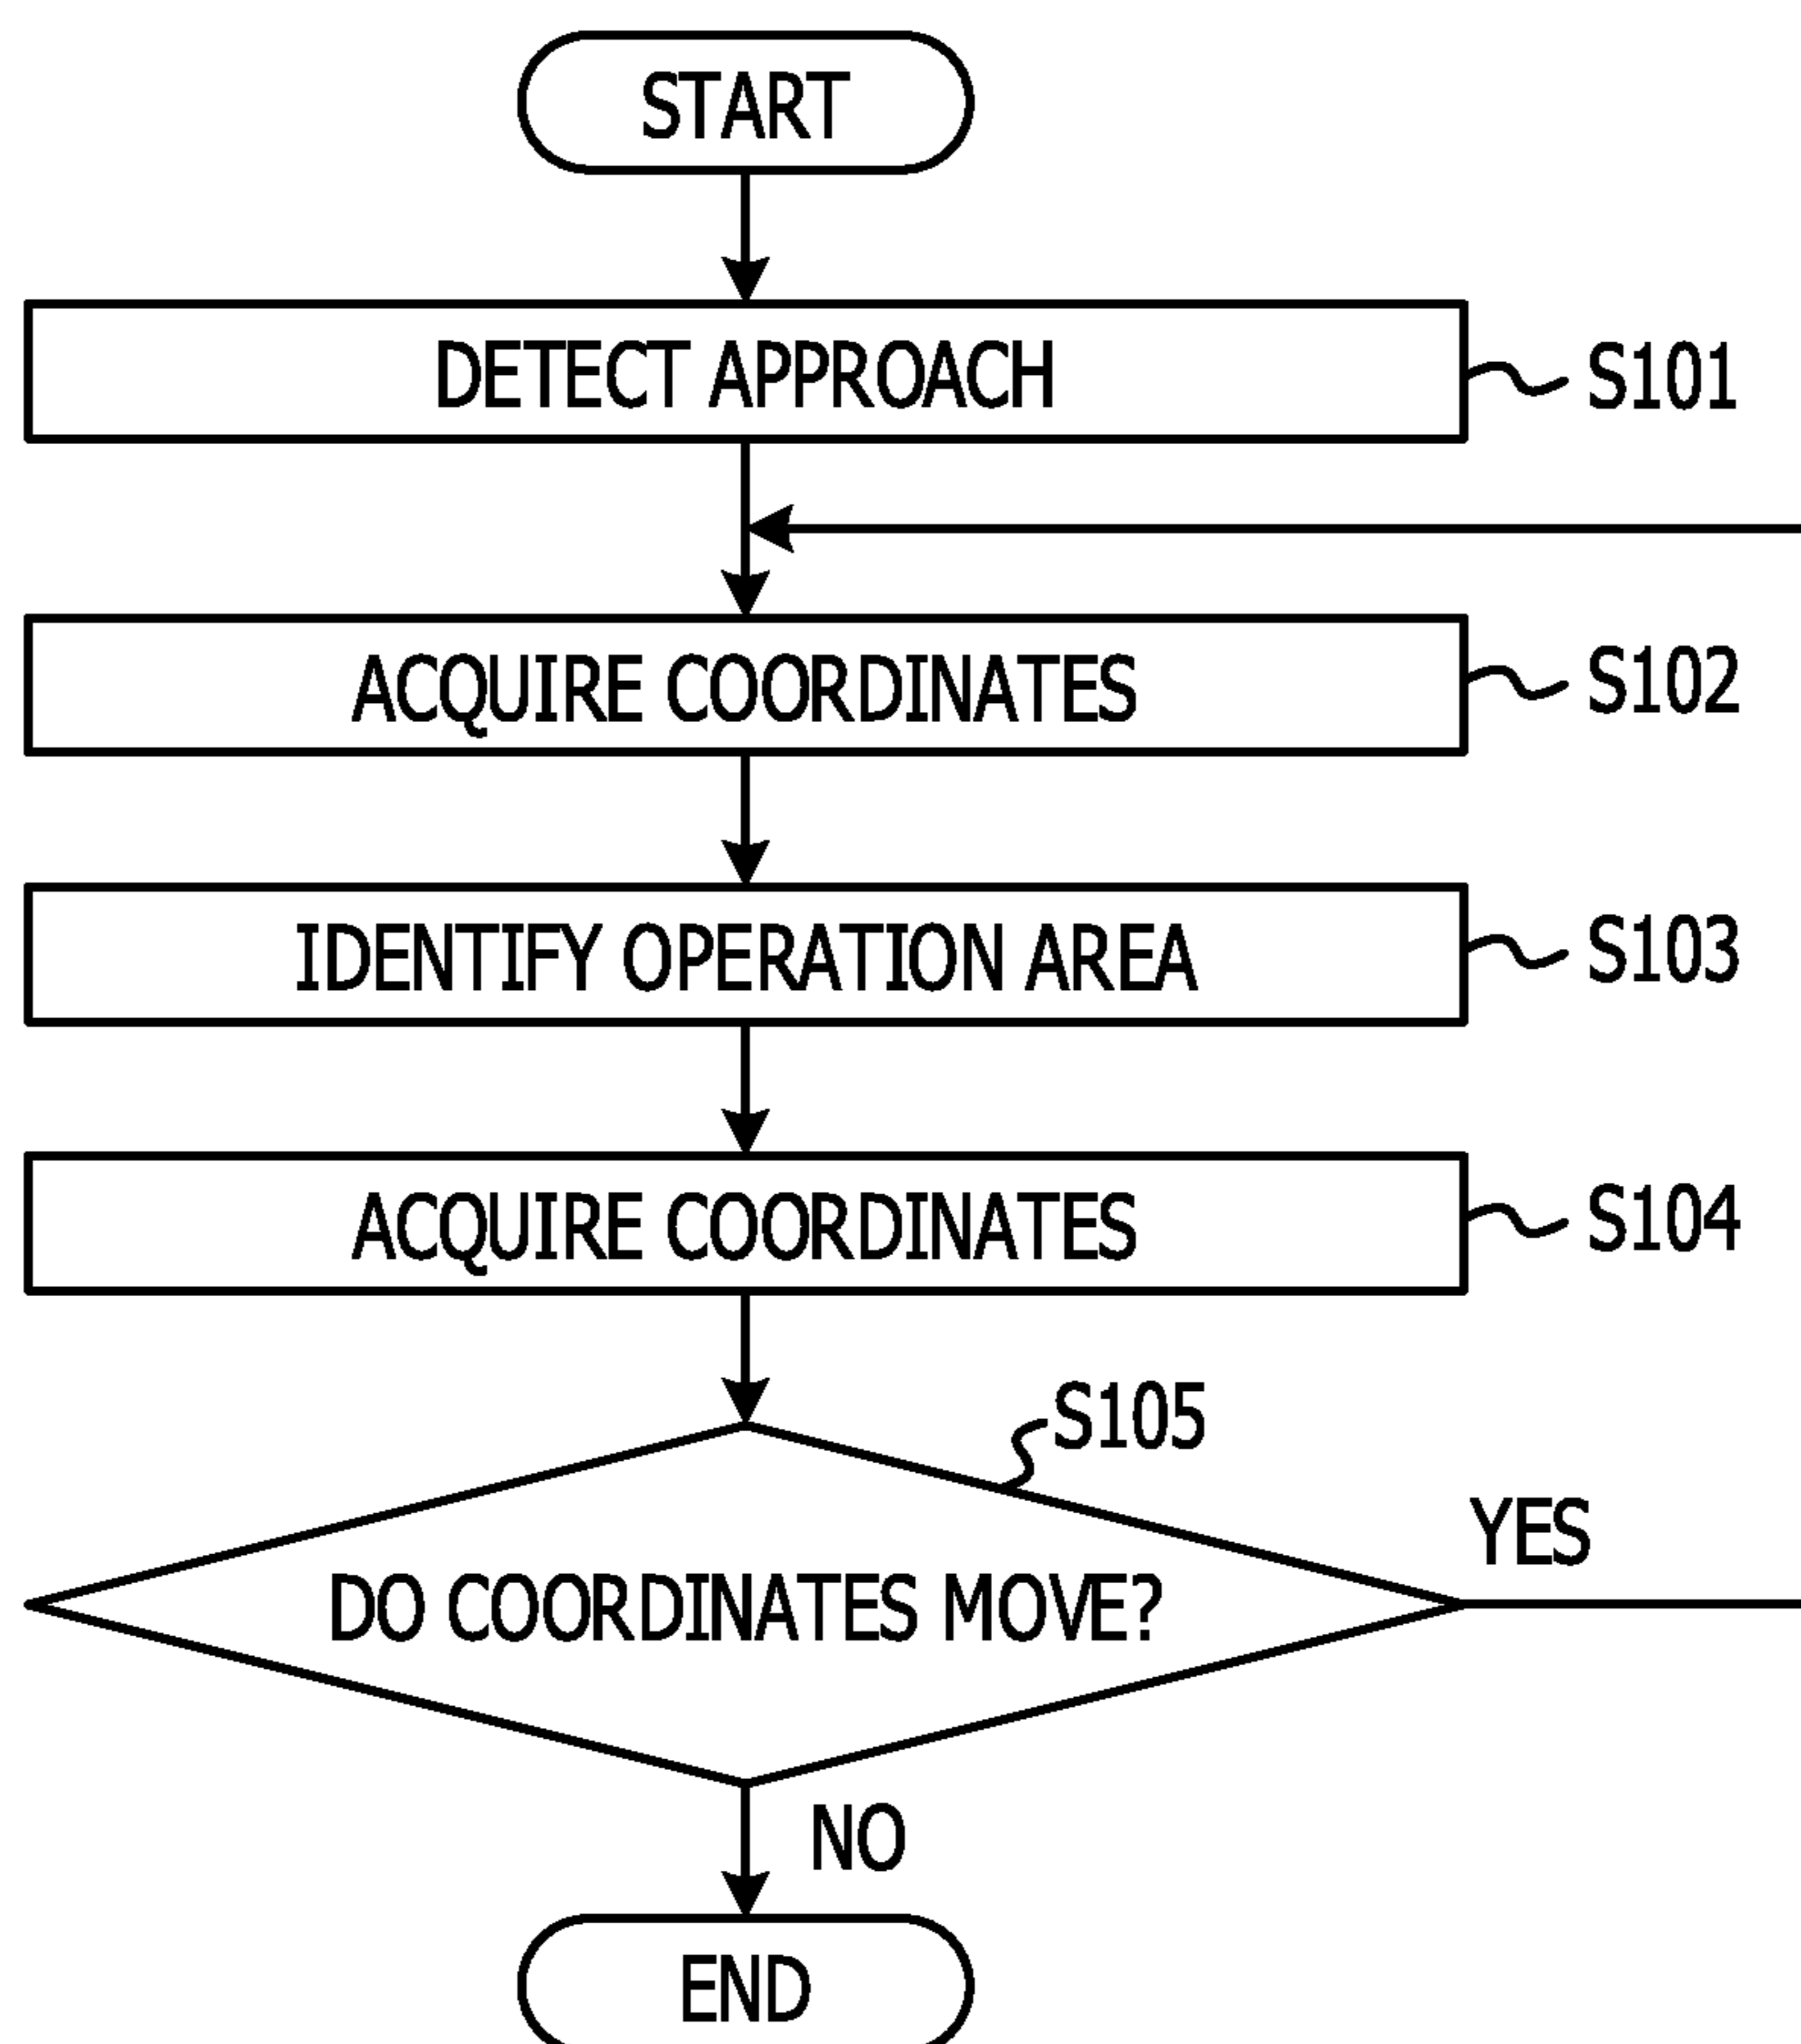 START
DETECT APPROACH
S101
ACQUIRE COORDINATES
S102
IDENTIFY OPERATION AREA
S103
ACQUIRE COORDINATES
S104
S105
DO COORDINATES MOVE?
YES
NO
END